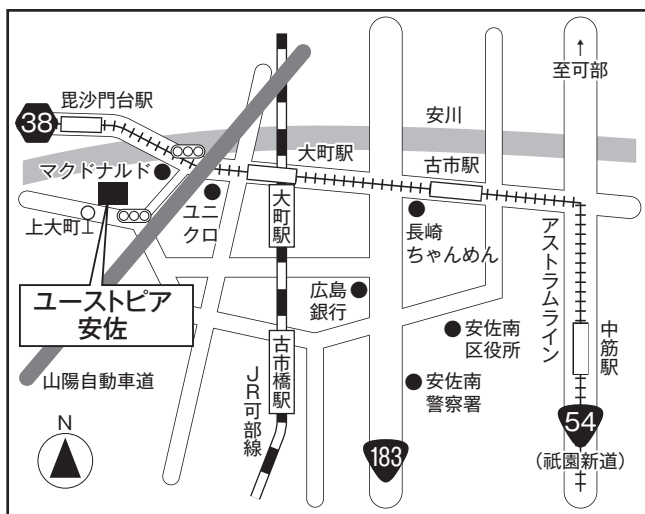 ↑
至可部
毘沙門台駅
38
安川
大町駅
古市駅
マクドナルド
上大町
ユニ
クロ
大町駅
長崎
ちゃんめん
アストラムライン
ユーストピア
安佐
広島
銀行
安佐南
区役所
中筋駅
山陽自動車道
古市橋駅
JR可部線
安佐南
警察署
N
183
54
(祇園新道)